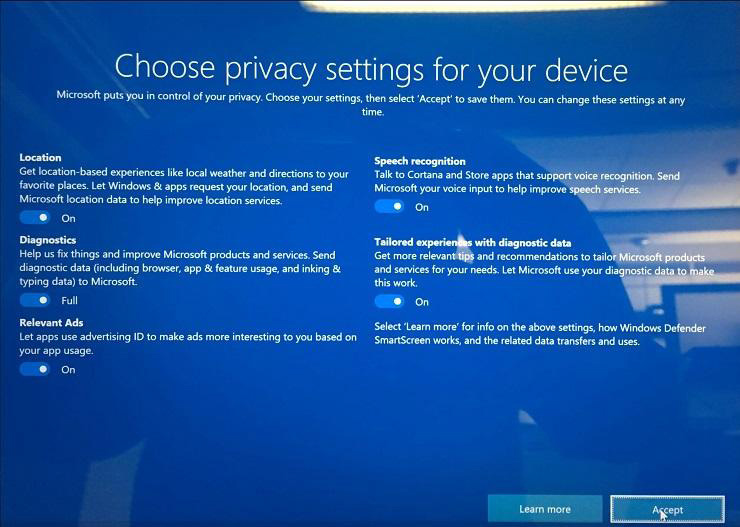 Choose privacy settings for your device
Microsoft puts you in control of your privacy. Choose your settings, then select 'Accept' to save them. You can change these settings at any
time.
Location
Get location-based experiences like local weather and directions to your
favorite places. Let Windows & apps request your location, and send
Microsoft location data to help improve location services.
On
Diagnostics
Help us fix things and improve Microsoft products and services. Send
diagnostic data (including browser, app & feature usage, and inking &
typing data) to Microsoft.
Full
Relevant Ads
Let apps use advertising ID to make ads more interesting to you based on
your app usage.
On
Speech recognition
Talk to Cortana and Store apps that support voice recognition. Send
Microsoft your voice input to help improve speech services.
On
Tailored experiences with diagnostic data
Get more relevant tips and recommendations to tailor Microsoft products
and services for your needs. Let Microsoft use your diagnostic data to make
this work.
On
Select 'Learn more' for info on the above settings, how Windows Defender
SmartScreen works, and the related data transfers and uses.
Learn more
Accept